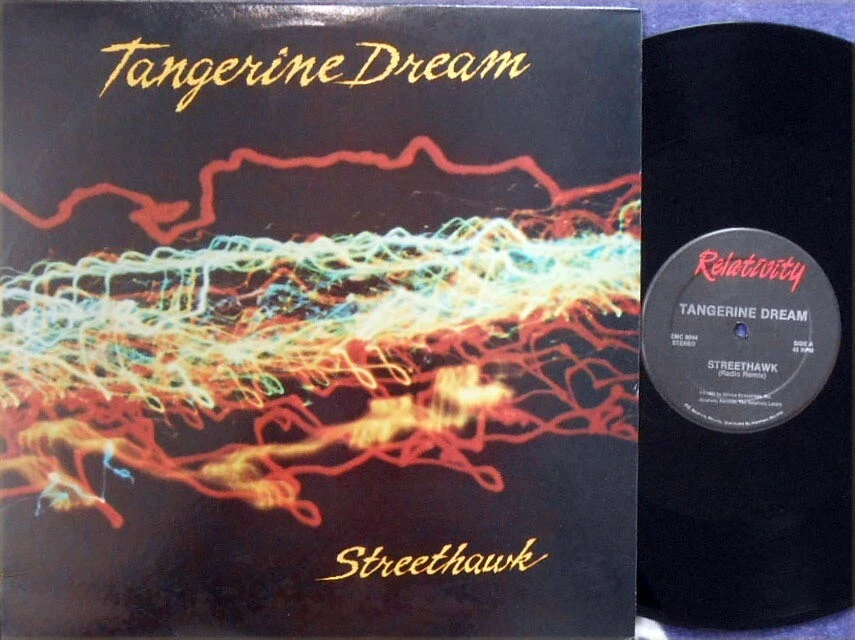 Tangerine Dream
Streethawk
Relativity
TANGERINE DREAM
STEREO
SIDE A
45 RPM
STREETHAWK
(Radio Remix)